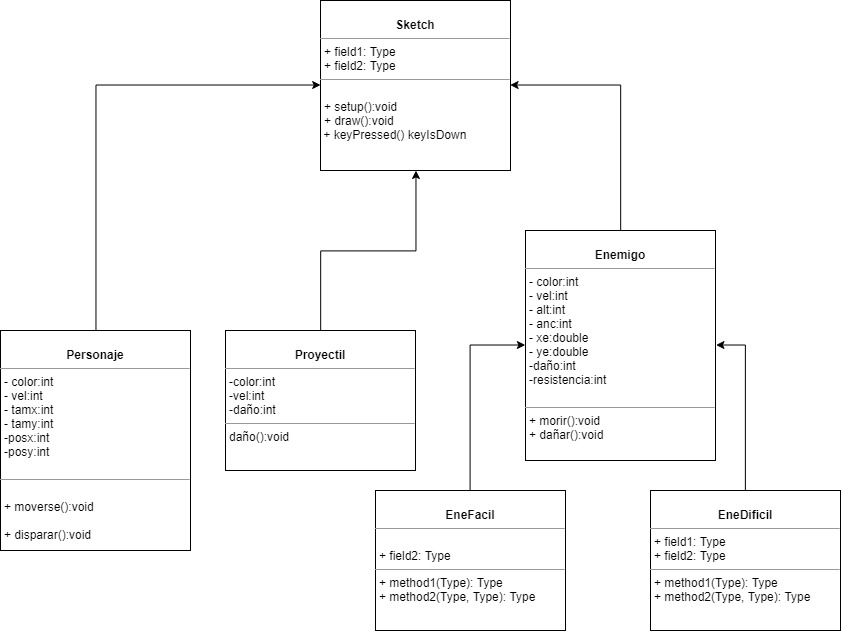 Sketch
+ field1: Type
+ field2: Type
+ setup():void
+ draw():void
+ keyPressed() keyIsDown
Enemigo
- color:int
- vel:int
- alt:int
- anc:int
- xe:double
- ye:double
-daño:int
-resistencia:int
+ morir():void
+ dañar():void
Personaje
- color:int
- vel:int
- tamx:int
- tamy:int
-posx:int
-posy:int
+ moverse():void
+ disparar():void
Proyectil
-color:int
-vel:int
-daño:int
daño():void
EneFacil
+ field2: Type
+ method1(Type): Type
+ method2(Type, Type): Type
EneDificil
+ field1: Type
+ field2: Type
+ method1(Type): Type
+ method2(Type, Type): Type